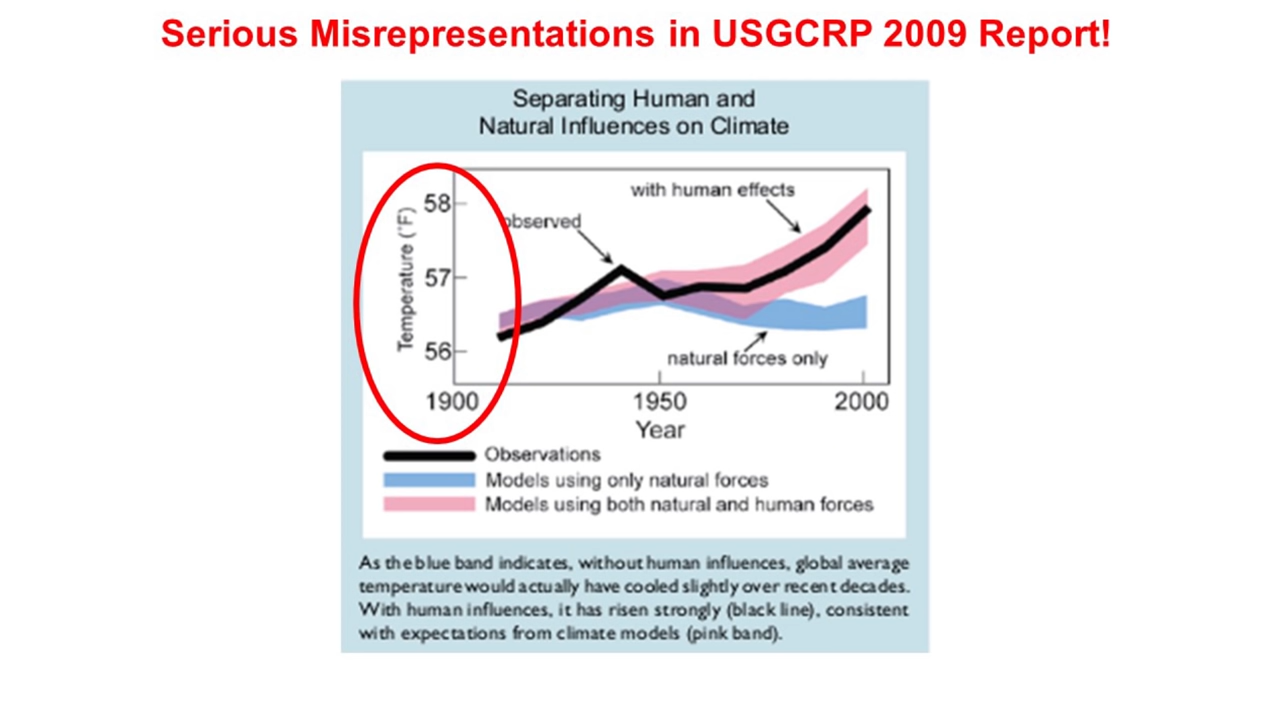 Serious Misrepresentations in USGCRP 2009 Report!
Separating Human and
Natural Influences on Climate
with human effects
58
observed
57
Temperature (°F)
56
natural forces only
1900 1950 2000
Year
Observations
Models using only natural forces
Models using both natural and human forces
As the blue band indicates, without human influences, global average
temperature would actually have cooled slightly over recent decades.
With human influences, it has risen strongly (black line), consistent
with expectations from climate models (pink band).